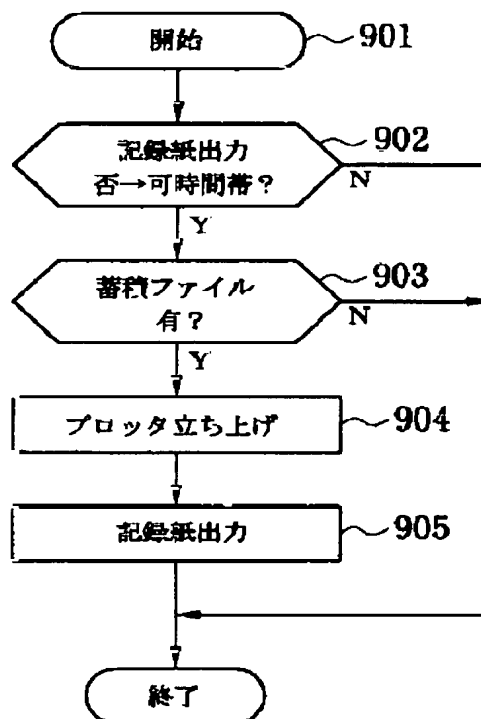 開始
901
記録紙出力
否→可時間帯?
902
N
Y
蓄積ファイル
有?
903
N
Y
プロッタ立ち上げ
904
記録紙出力
905
終了